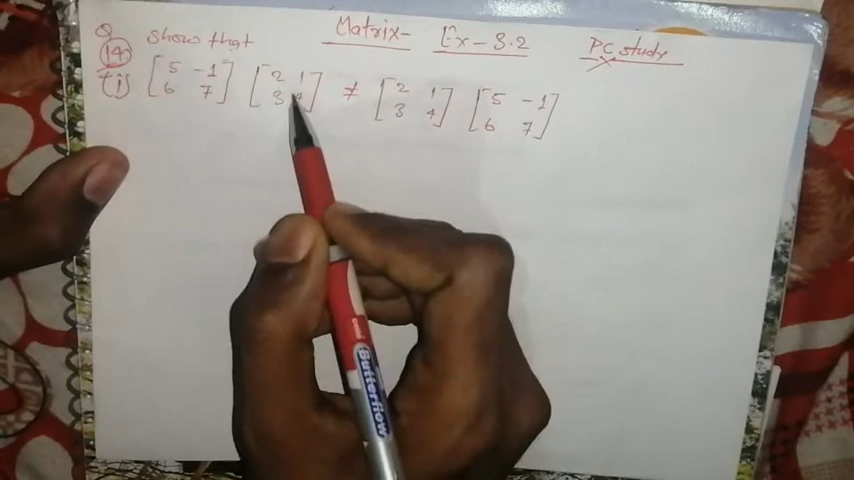 Q Show that Matrix- Ex-3.2 PC study
14
(i) [5 -1] [2 1] ≠ [2 1] [5 -1]
[6 7] [3 4] [3 4] [6 7]
Cello Butterflow